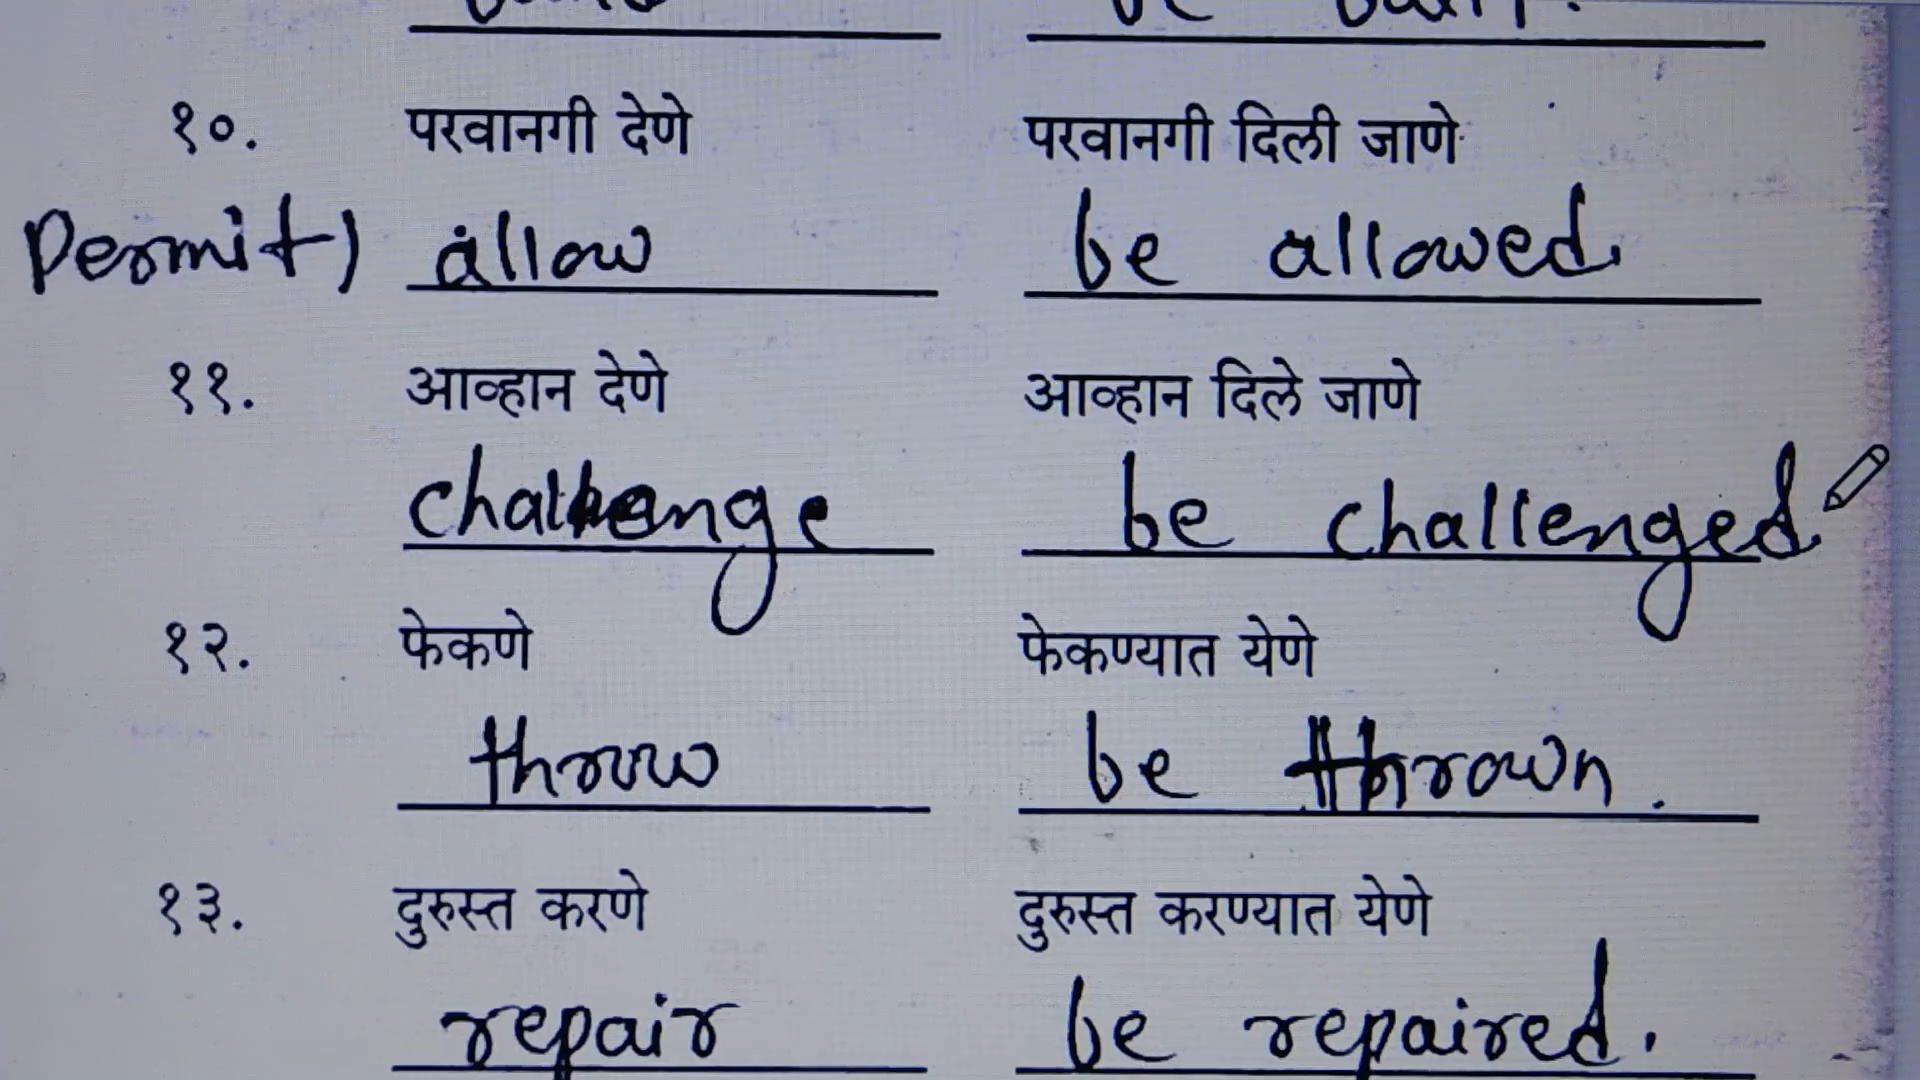 १०. परवानगी देणे परवानगी दिली जाणे
Permit) allow be allowed.
११. आव्हान देणे आव्हान दिले जाणे
challenge be challenged.
१२. फेकणे फेकण्यात येणे
throw be thrown.
१३. दुरुस्त करणे दुरुस्त करण्यात येणे
repair be repaired.